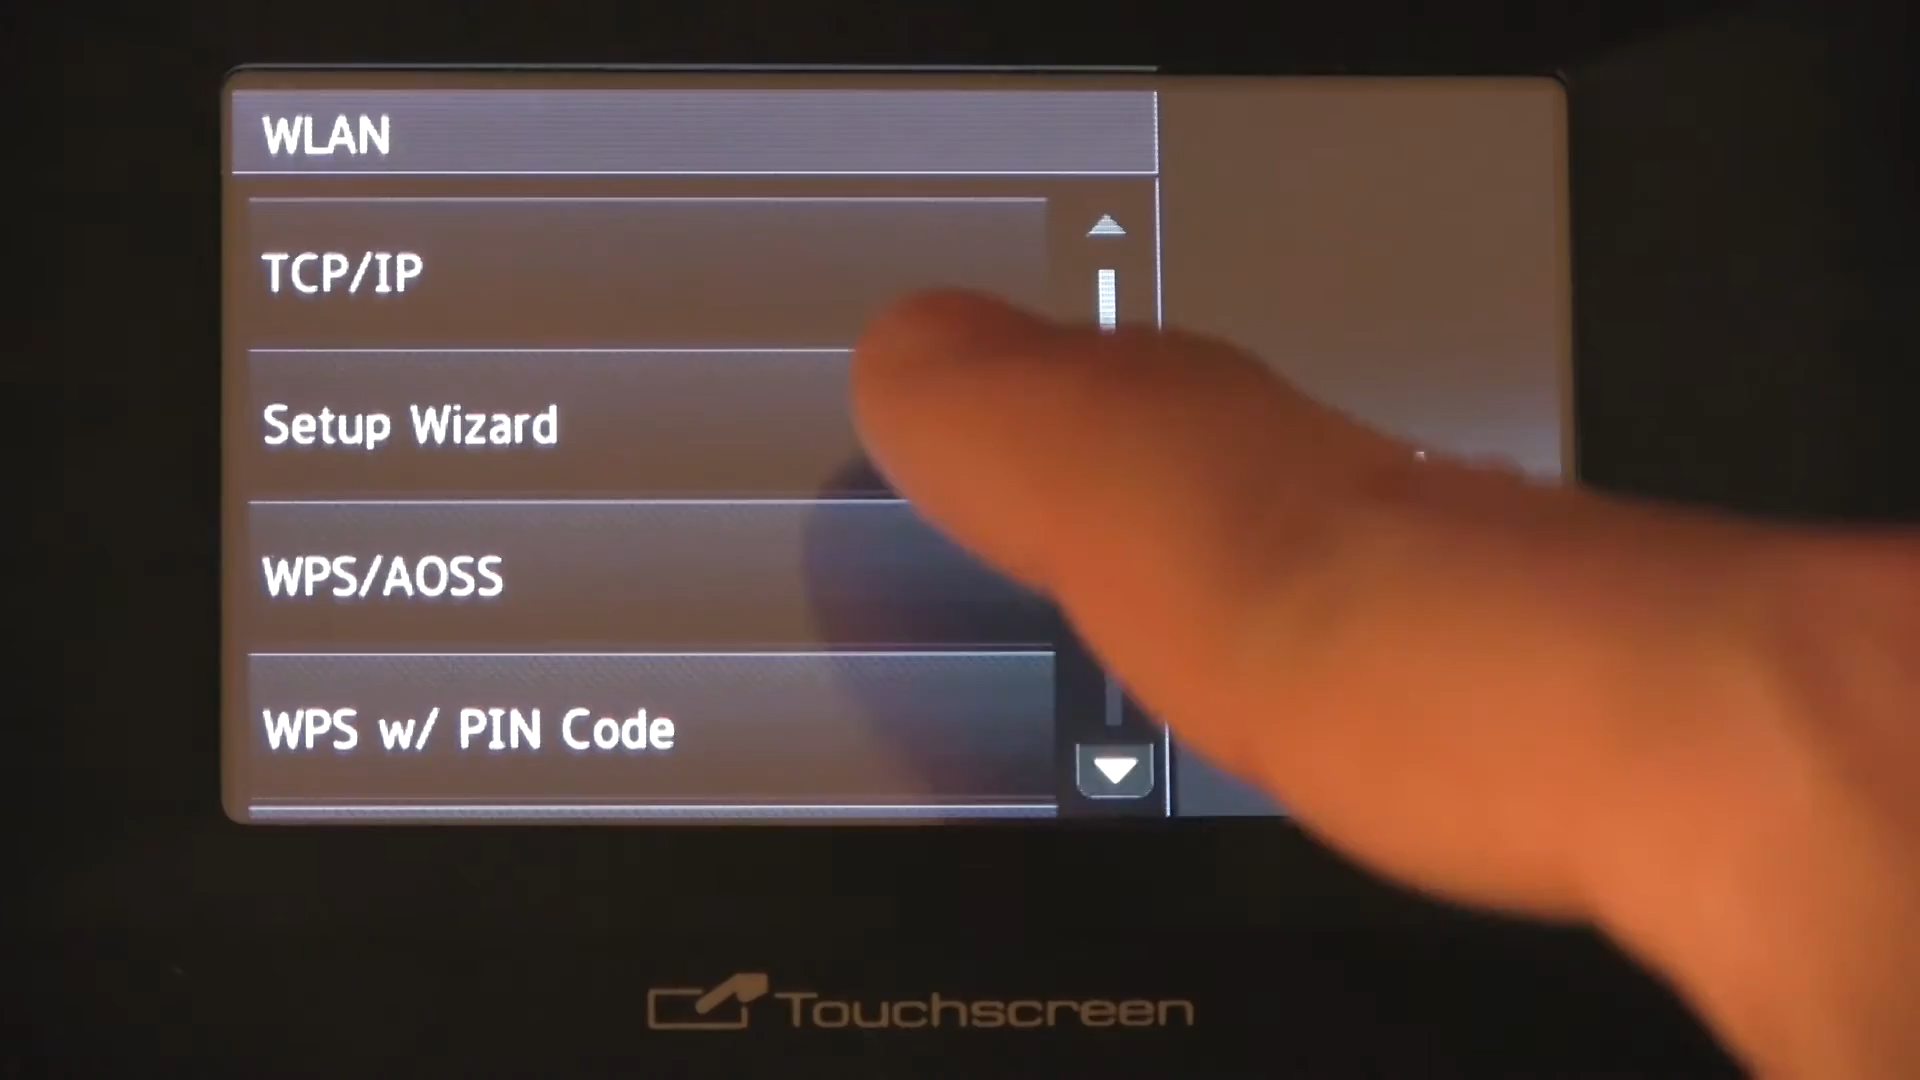 WLAN
TCP/IP
Setup Wizard
WPS/AOSS
WPS w/ PIN Code
Touchscreen